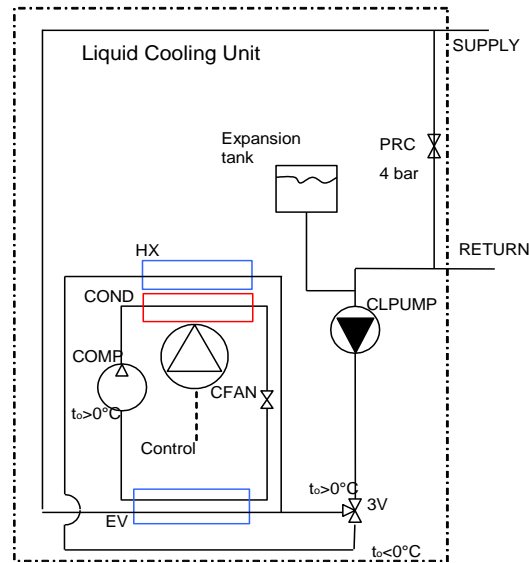 SUPPLY
Liquid Cooling Unit
Expansion
tank
PRC
4 bar
HX
RETURN
COND
CLPUMP
COMP
CFAN
to>0°C
Control
to>0°C
3V
EV
to<0°C